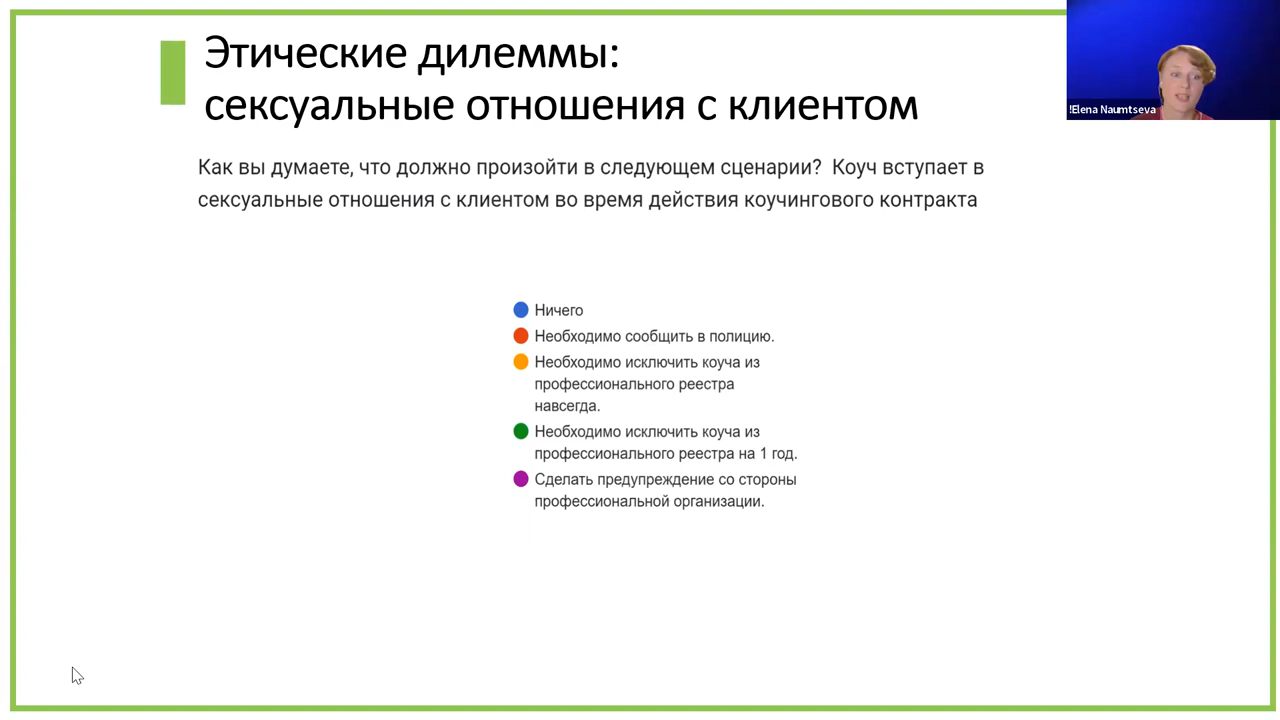 Этические дилеммы:
сексуальные отношения с клиентом
!Elena Naumtseva
Как вы думаете, что должно произойти в следующем сценарии? Коуч вступает в
сексуальные отношения с клиентом во время действия коучингового контракта
Ничего
Необходимо сообщить в полицию.
Необходимо исключить коуча из
профессионального реестра
навсегда.
Необходимо исключить коуча из
профессионального реестра на 1 год.
Сделать предупреждение со стороны
профессиональной организации.